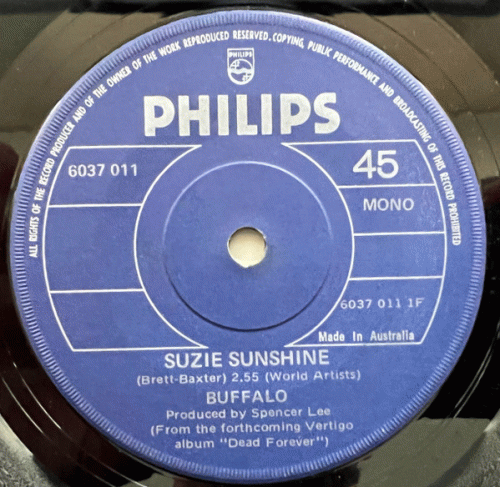 ALL RIGHTS OF THE RECORD PRODUCER AND OF THE OWNER OF THE WORK REPRODUCED RESERVED. COPYING, PUBLIC PERFORMANCE AND BROADCASTING OF THIS RECORD PROHIBITED
PHILIPS
PHILIPS
6037 011
45
MONO
6037 011 1F
Made In Australia
SUZIE SUNSHINE
(Brett-Baxter) 2.55 (World Artists)
BUFFALO
Produced by Spencer Lee
(From the forthcoming Vertigo
album "Dead Forever")